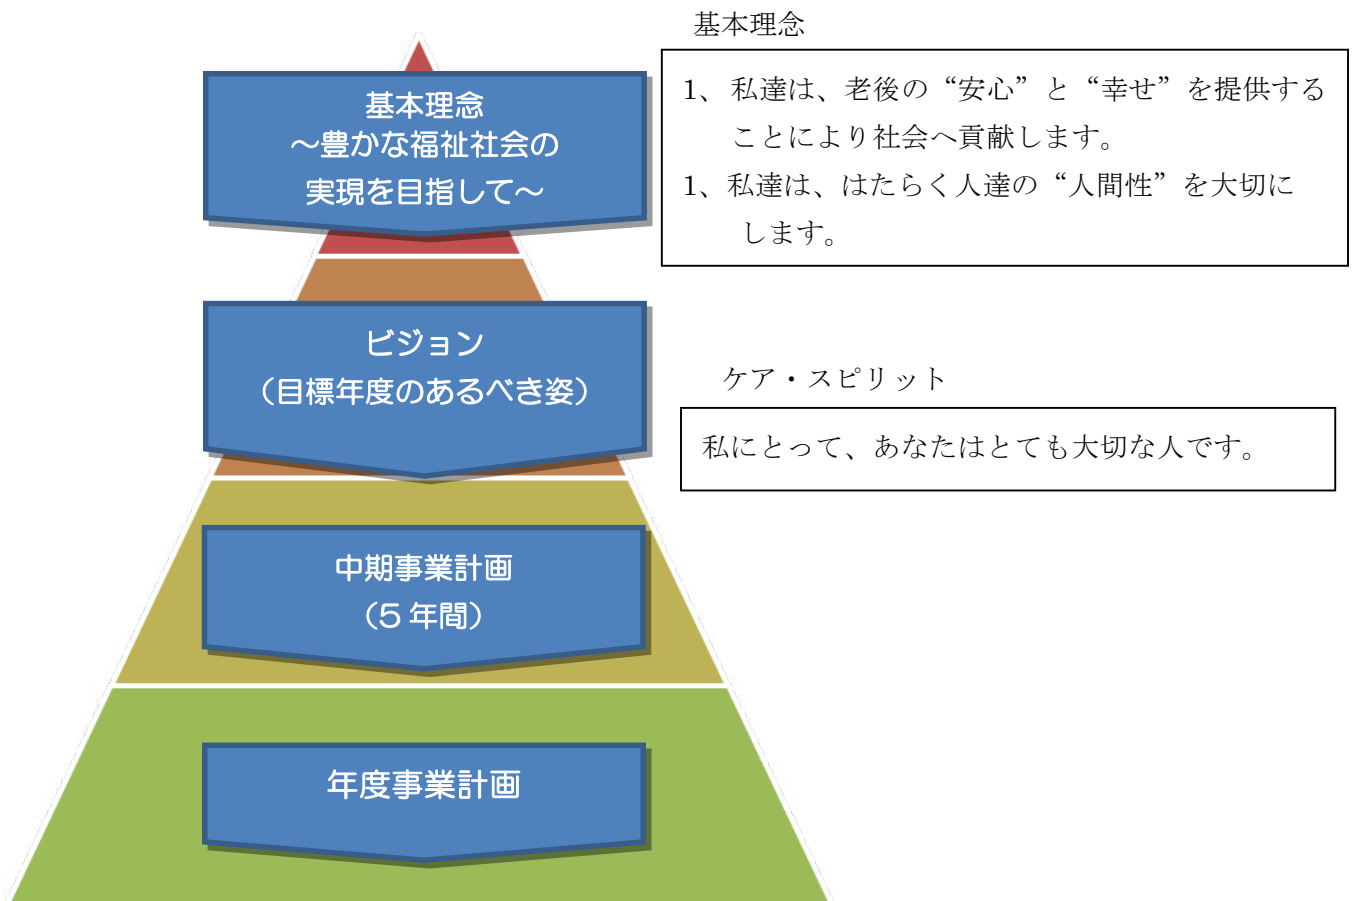 基本理念
～豊かな福祉社会の
実現を目指して～
基本理念
1、私達は、老後の“安心”と“幸せ”を提供する
ことにより社会へ貢献します。
1、私達は、はたらく人達の“人間性”を大切に
します。
ビジョン
（目標年度のあるべき姿）
ケア・スピリット
私にとって、あなたはとても大切な人です。
中期事業計画
（5 年間）
年度事業計画